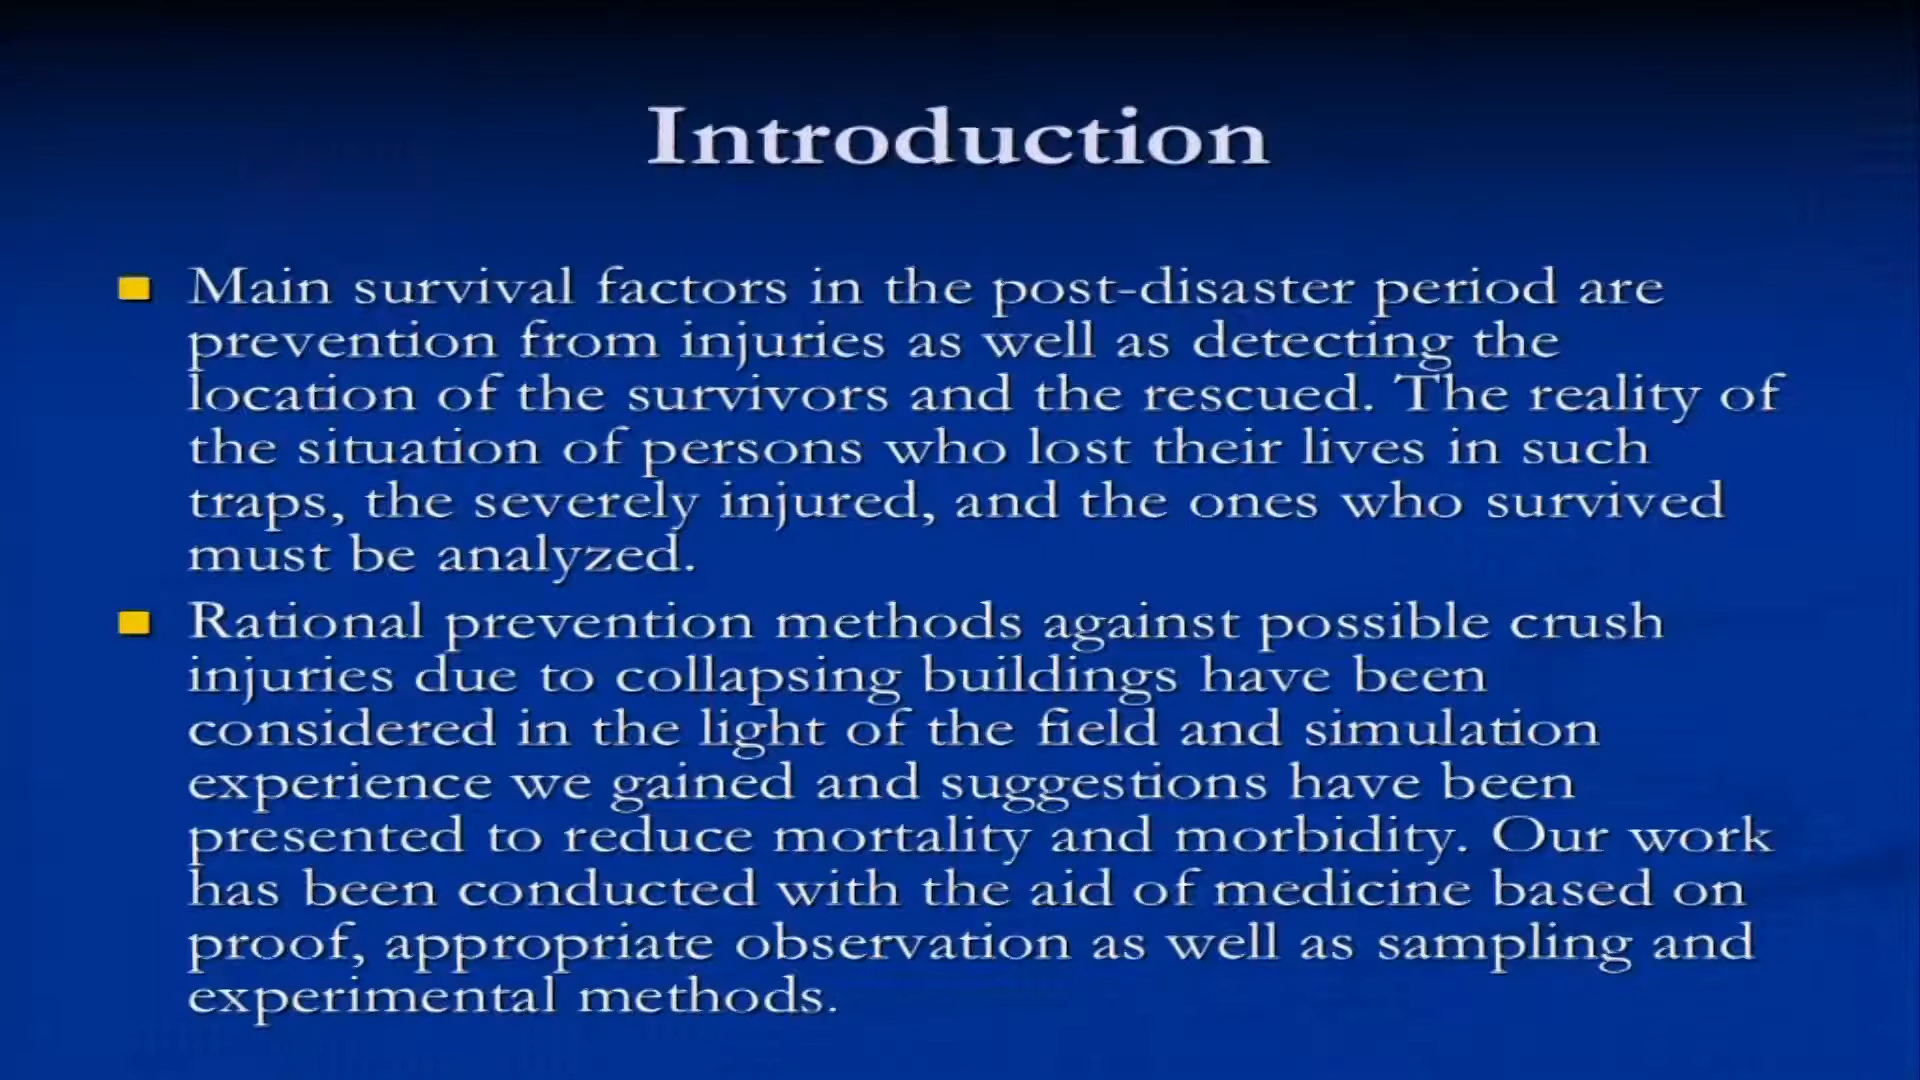 Introduction
Main survival factors in the post-disaster period are
prevention from injuries as well as detecting the
location of the survivors and the rescued. The reality of
the situation of persons who lost their lives in such
traps, the severely injured, and the ones who survived
must be analyzed.
Rational prevention methods against possible crush
injuries due to collapsing buildings have been
considered in the light of the field and simulation
experience we gained and suggestions have been
presented to reduce mortality and morbidity. Our work
has been conducted with the aid of medicine based on
proof, appropriate observation as well as sampling and
experimental methods.